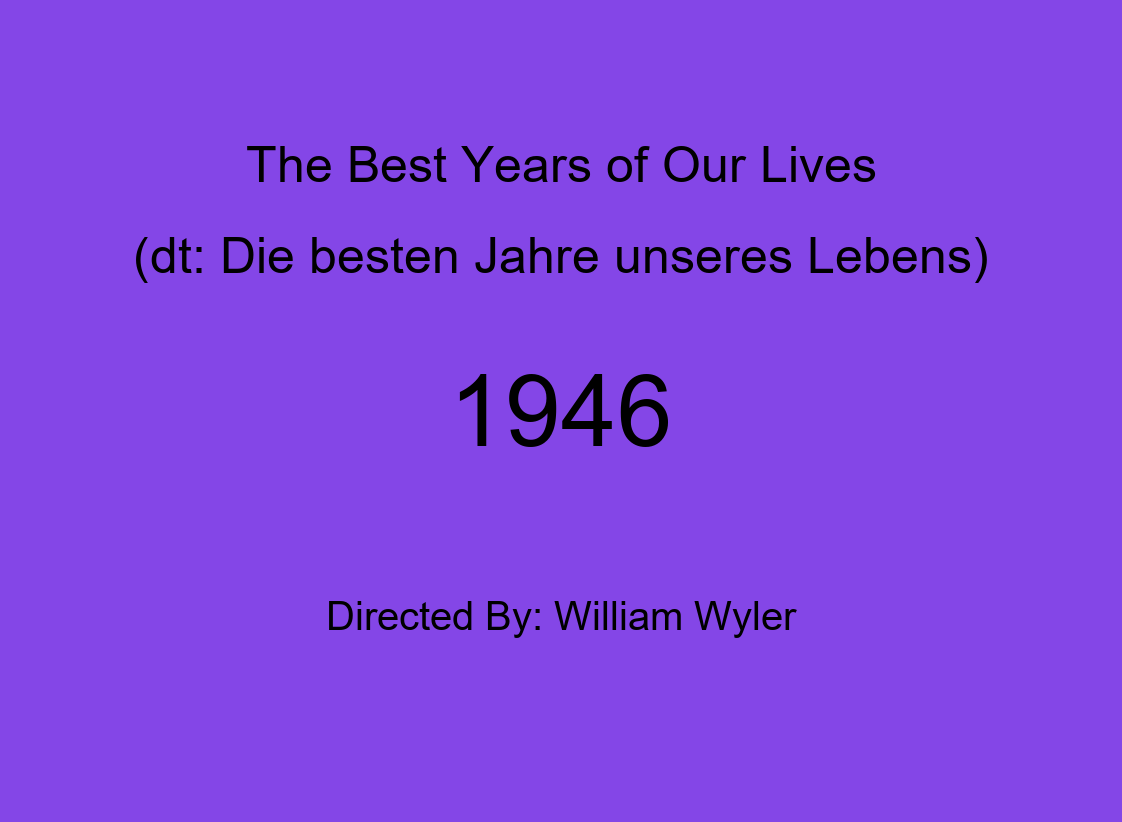 The Best Years of Our Lives
(dt: Die besten Jahre unseres Lebens)
1946
Directed By: William Wyler